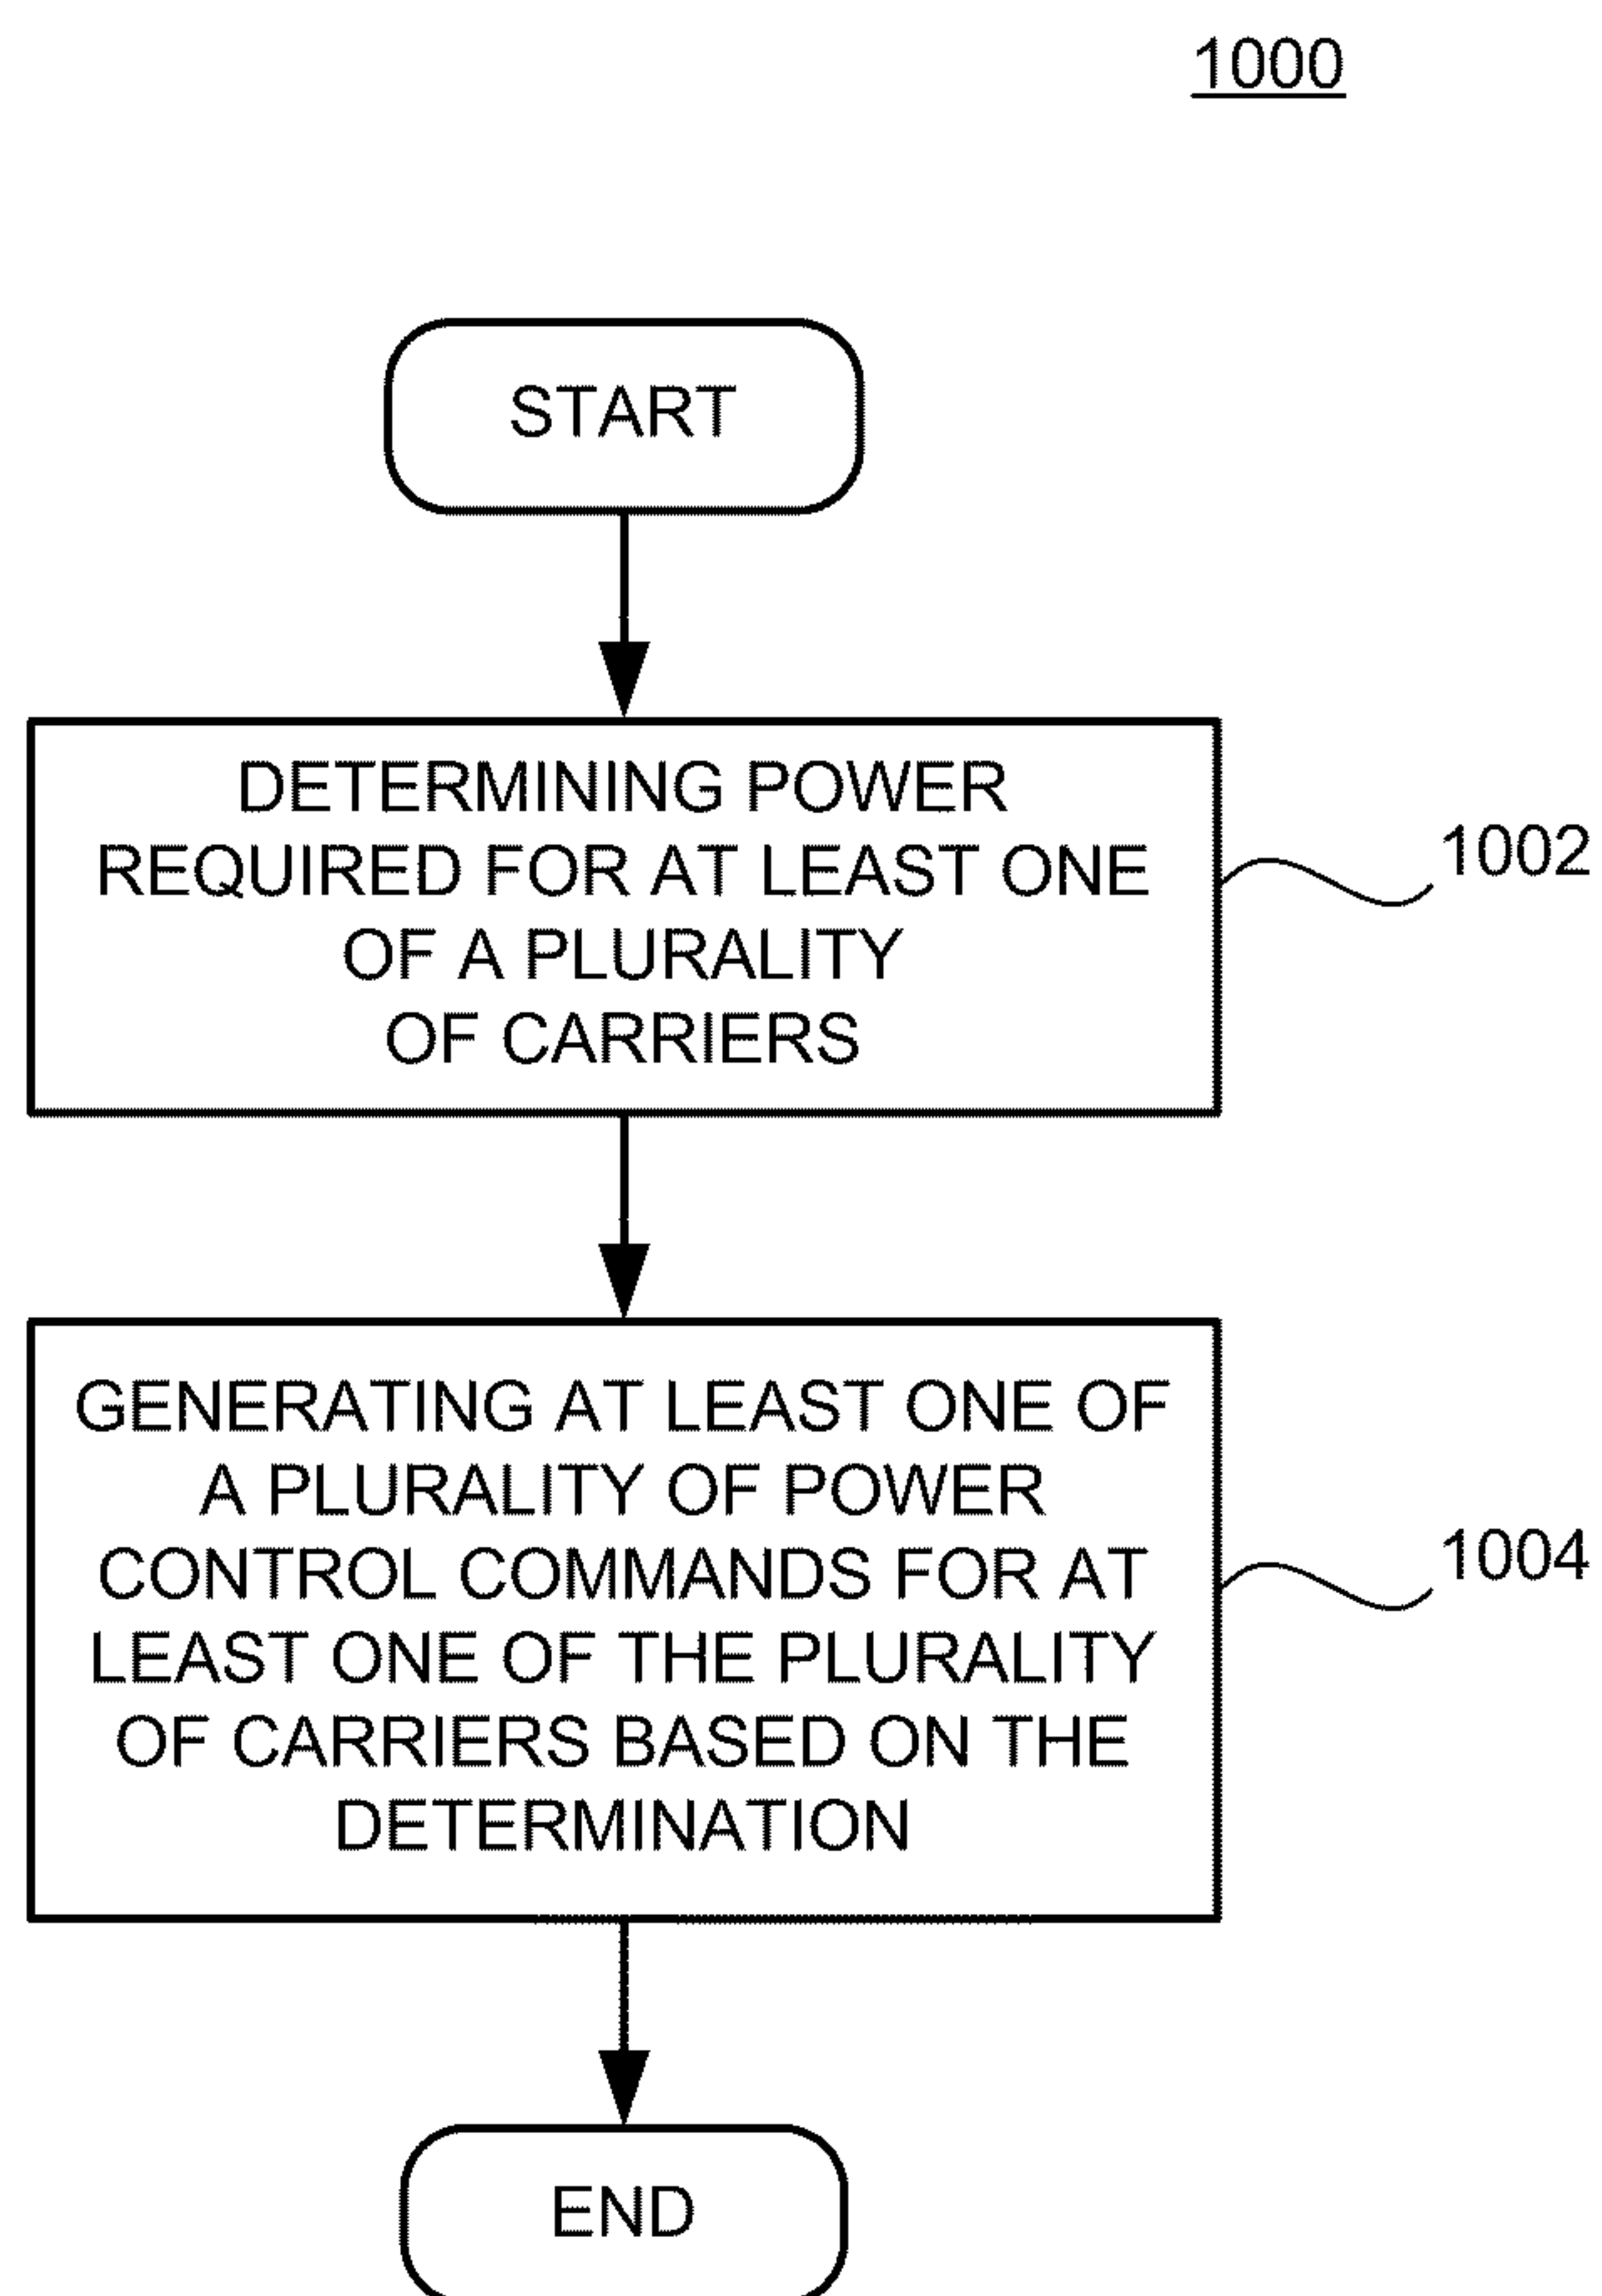 1000
START
DETERMINING POWER
REQUIRED FOR AT LEAST ONE
OF A PLURALITY
OF CARRIERS
1002
GENERATING AT LEAST ONE OF
A PLURALITY OF POWER
CONTROL COMMANDS FOR AT
LEAST ONE OF THE PLURALITY
OF CARRIERS BASED ON THE
DETERMINATION
1004
END